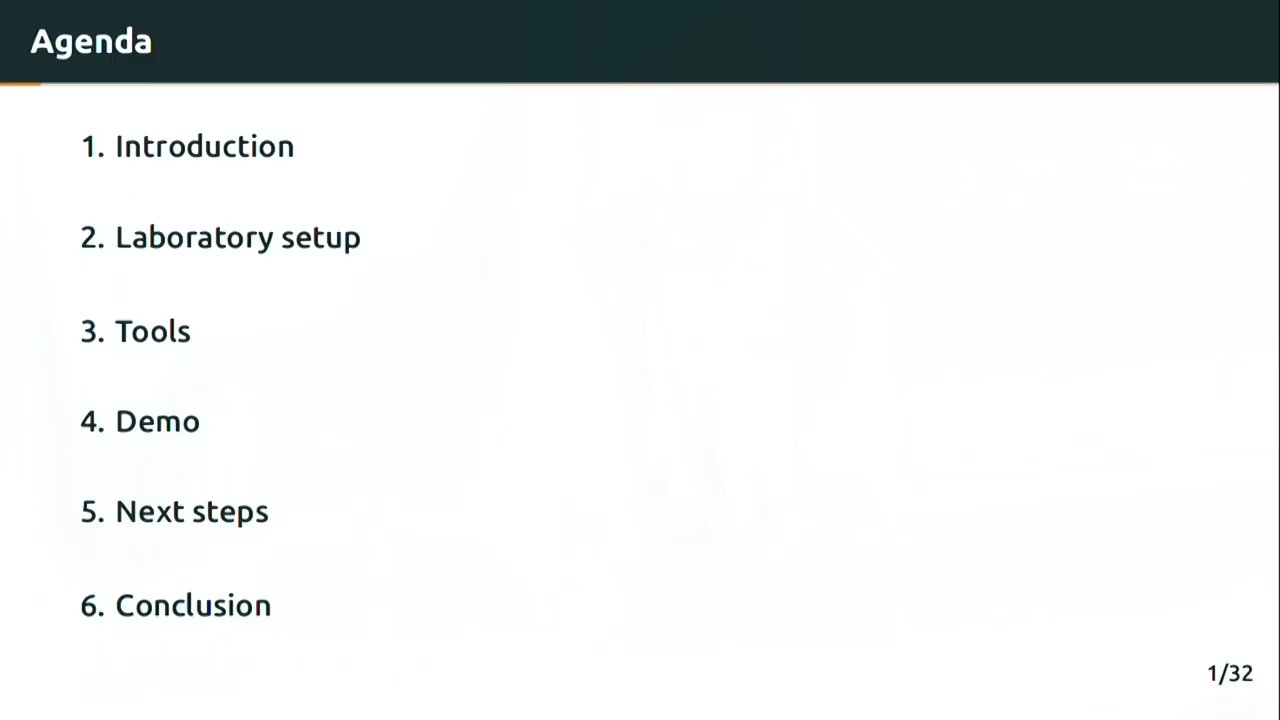 Agenda
1. Introduction
2. Laboratory setup
3. Tools
4. Demo
5. Next steps
6. Conclusion
1/32